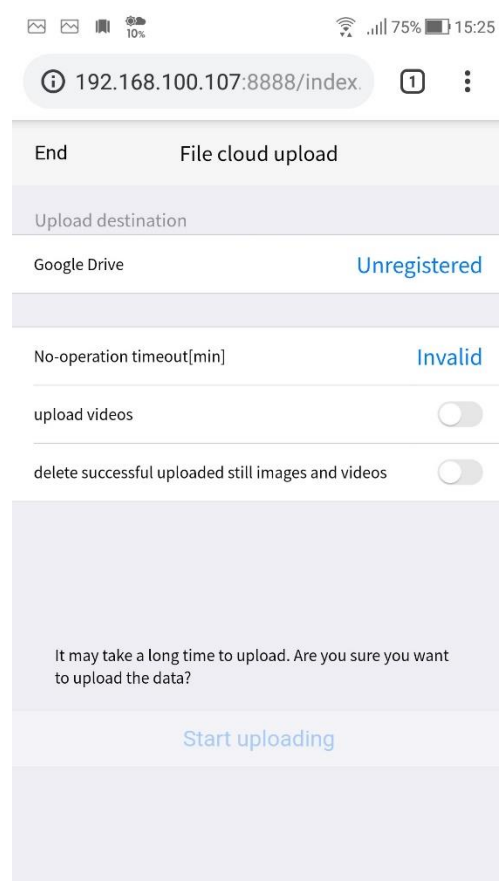 10%
75% 15:25
192.168.100.107:8888/index. 1
End File cloud upload
Upload destination
Google Drive Unregistered
No-operation timeout[min] Invalid
upload videos
delete successful uploaded still images and videos
It may take a long time to upload. Are you sure you want
to upload the data?
Start uploading